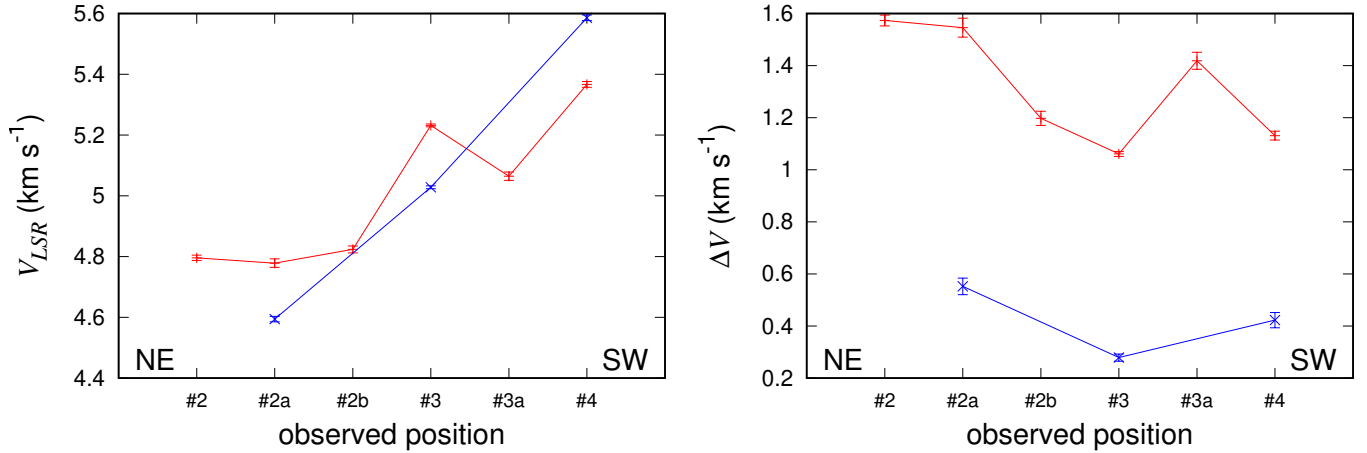 5.6
5.4
5.2
5
4.8
4.6
4.4
V_LSR (km s⁻¹)
NE
SW
#2 #2a #2b #3 #3a #4
observed position
1.6
1.4
1.2
1
0.8
0.6
0.4
0.2
ΔV (km s⁻¹)
NE
SW
#2 #2a #2b #3 #3a #4
observed position